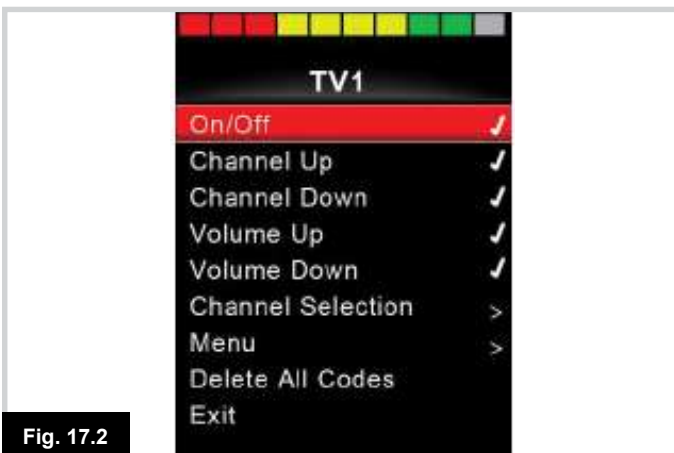 TV1
On/Off ✓
Channel Up ✓
Channel Down ✓
Volume Up ✓
Volume Down ✓
Channel Selection >
Menu >
Delete All Codes
Exit
Fig. 17.2